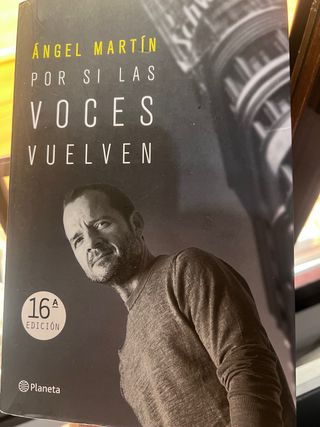 ÁNGEL MARTÍN
POR SI LAS
VOCES
VUELVEN
16ª
EDICIÓN
Planeta